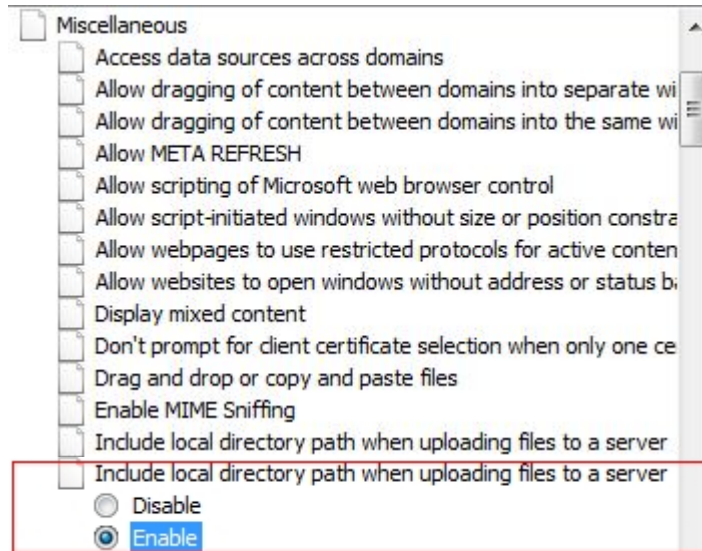 Miscellaneous
Access data sources across domains
Allow dragging of content between domains into separate wi
Allow dragging of content between domains into the same wi
Allow META REFRESH
Allow scripting of Microsoft web browser control
Allow script-initiated windows without size or position constra
Allow webpages to use restricted protocols for active conten
Allow websites to open windows without address or status ba
Display mixed content
Don't prompt for client certificate selection when only one ce
Drag and drop or copy and paste files
Enable MIME Sniffing
Include local directory path when uploading files to a server
Include local directory path when uploading files to a server
Disable
Enable